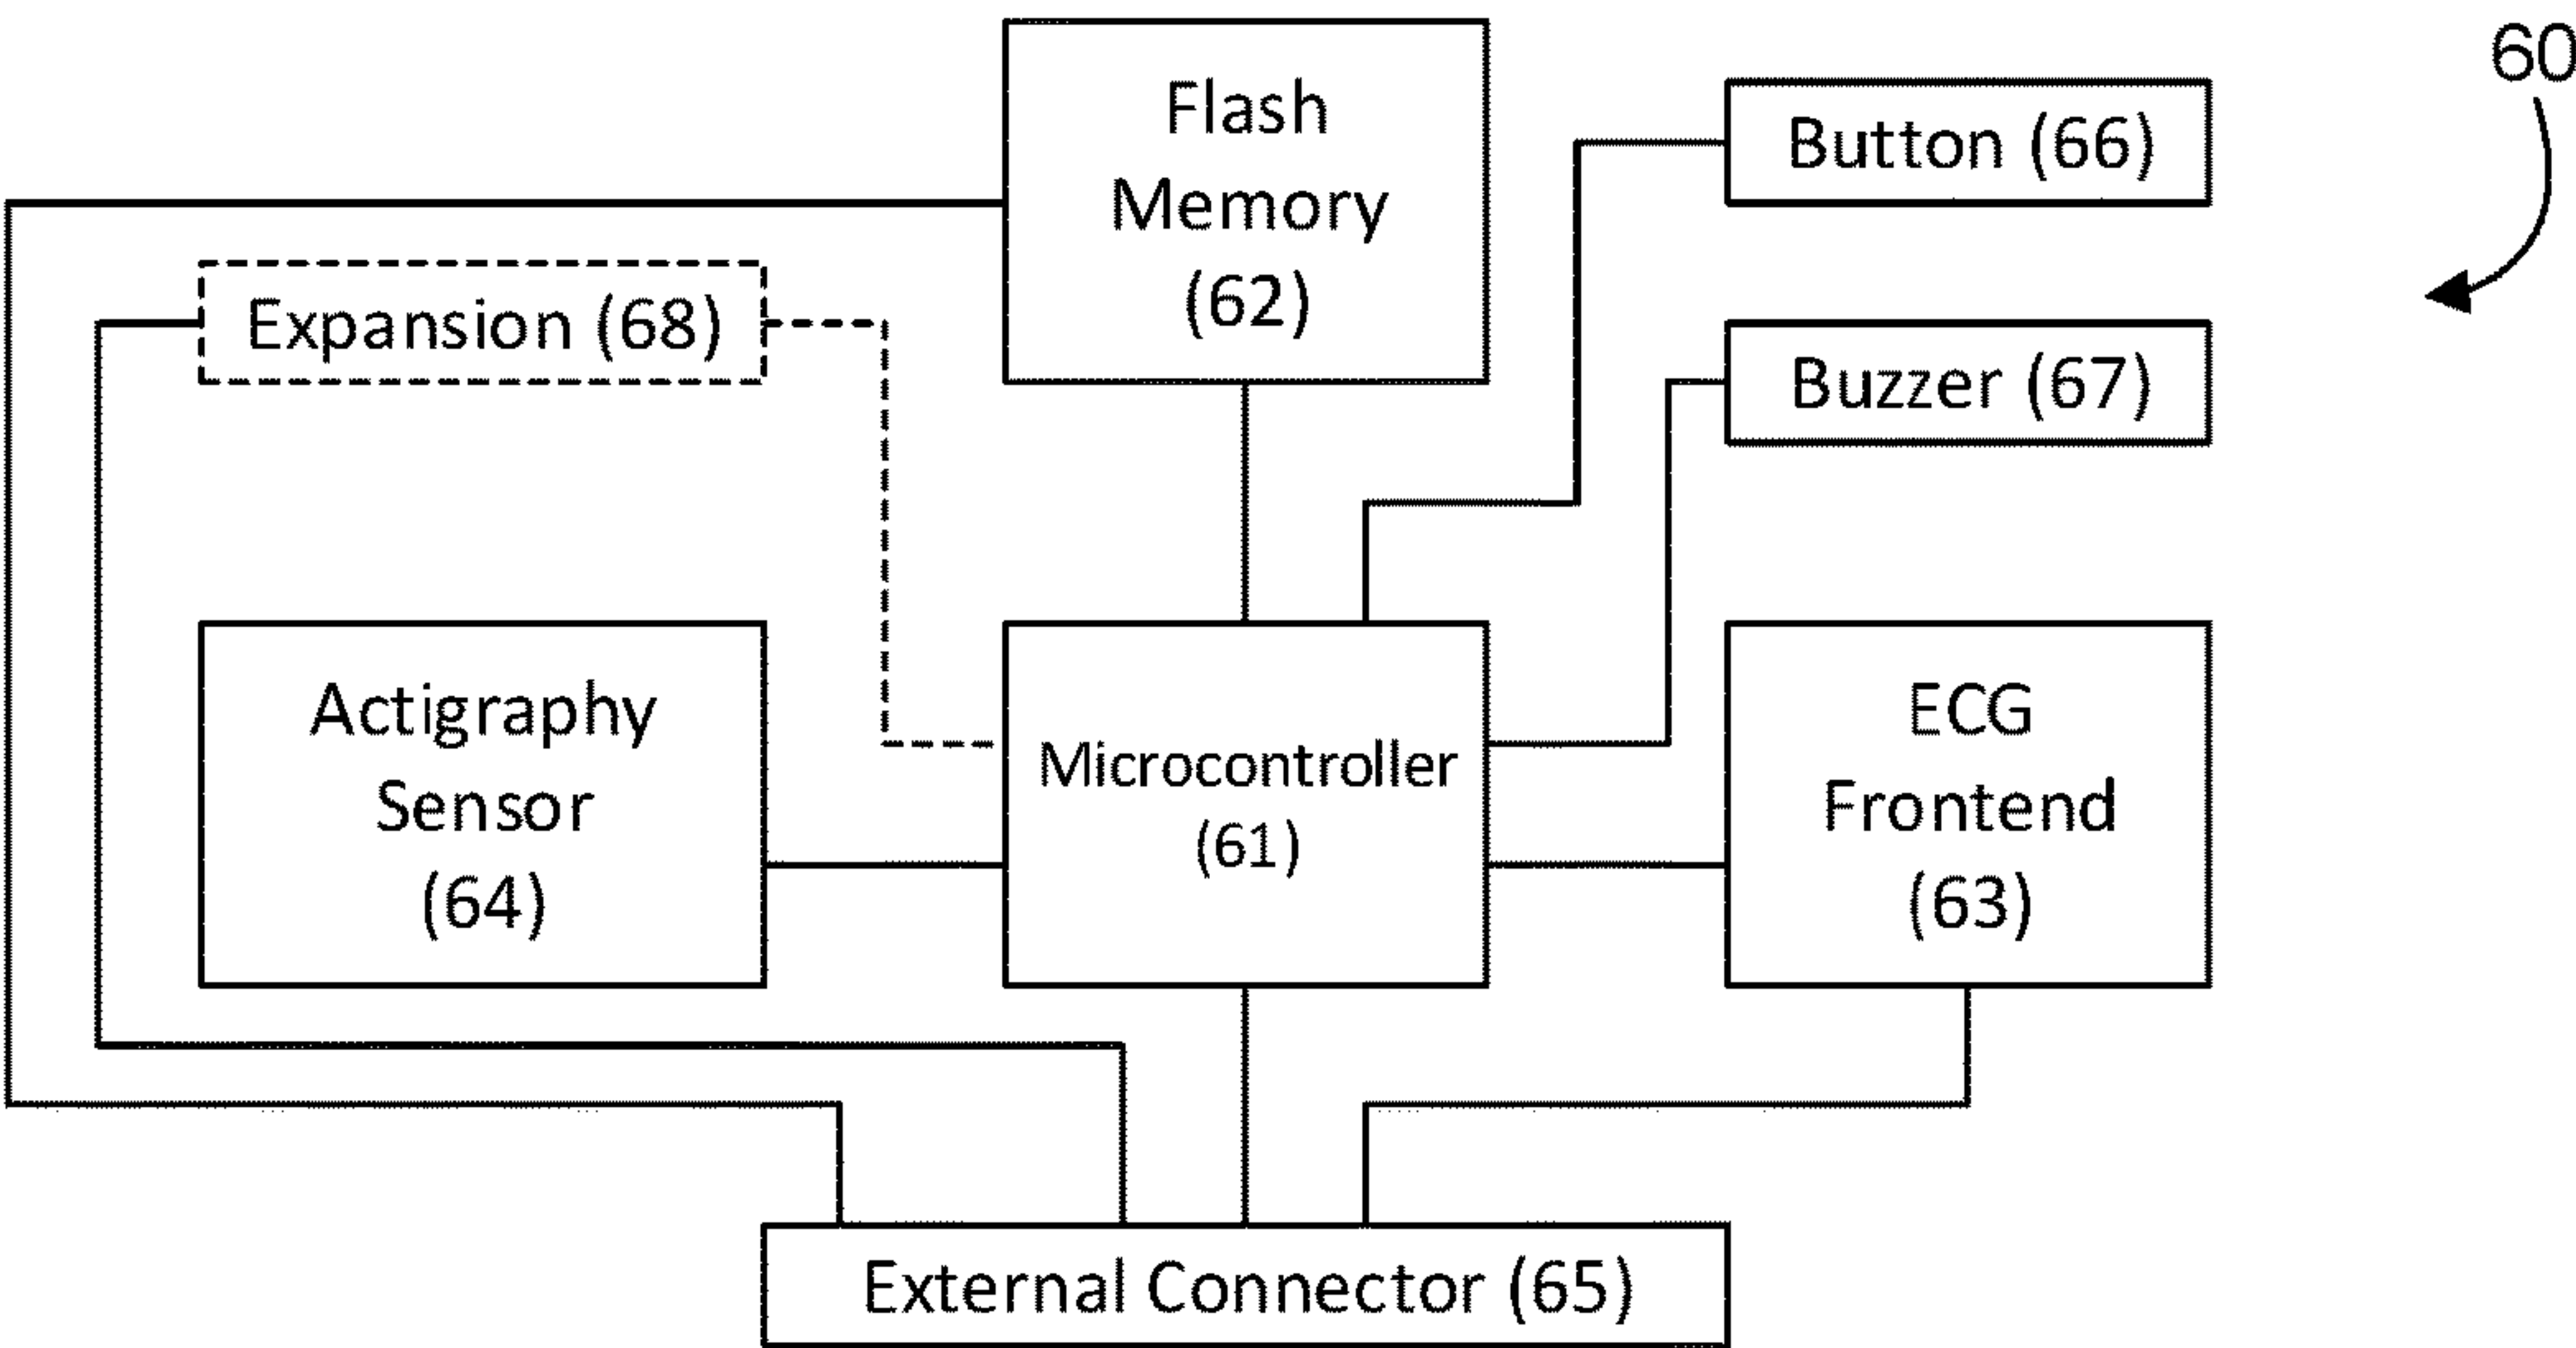 60
Flash
Memory
(62)
Button (66)
Expansion (68)
Buzzer (67)
Actigraphy
Sensor
(64)
Microcontroller
(61)
ECG
Frontend
(63)
External Connector (65)